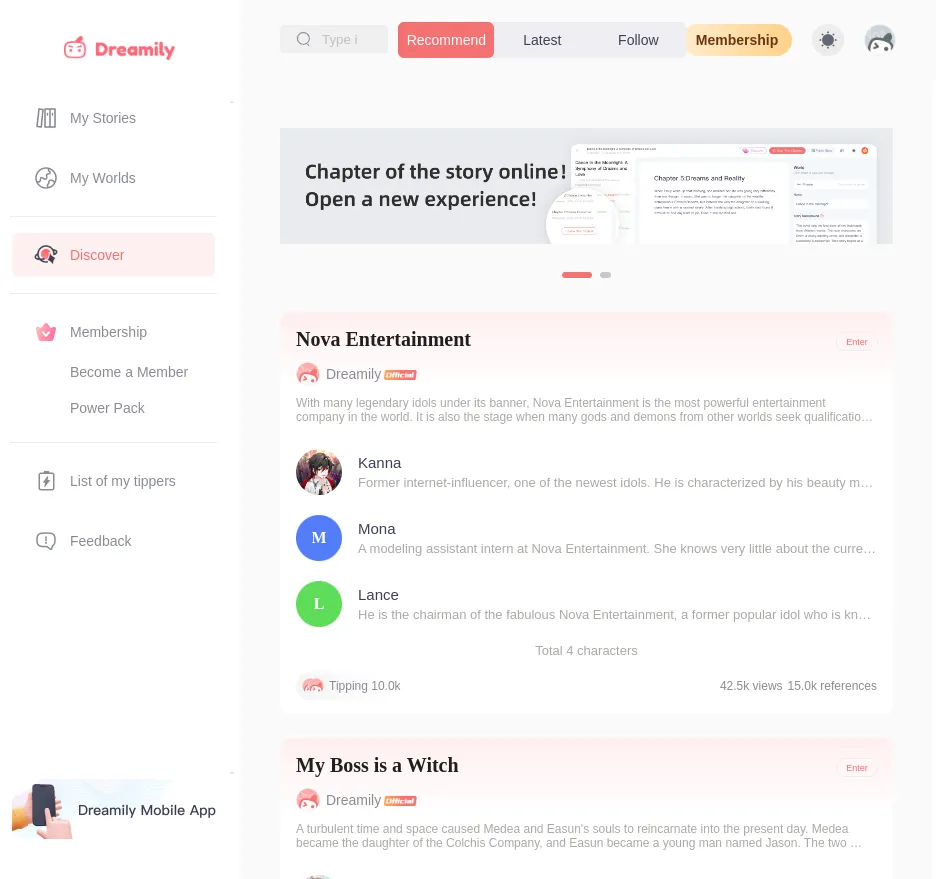 Dreamily
My Stories
My Worlds
Discover
Membership
Become a Member
Power Pack
List of my tippers
Feedback
Dreamily Mobile App
Type i
Recommend
Latest
Follow
Membership
Chapter of the story online!
Open a new experience!
Chapter 5:Dreams and Reality
Nova Entertainment
Enter
Dreamily Official
With many legendary idols under its banner, Nova Entertainment is the most powerful entertainment
company in the world. It is also the stage when many gods and demons from other worlds seek qualificatio…
Kanna
Former internet-influencer, one of the newest idols. He is characterized by his beauty m…
M
Mona
A modeling assistant intern at Nova Entertainment. She knows very little about the curre…
L
Lance
He is the chairman of the fabulous Nova Entertainment, a former popular idol who is kn…
Total 4 characters
Tipping 10.0k
42.5k views 15.0k references
My Boss is a Witch
Enter
Dreamily Official
A turbulent time and space caused Medea and Easun's souls to reincarnate into the present day. Medea
became the daughter of the Colchis Company, and Easun became a young man named Jason. The two …